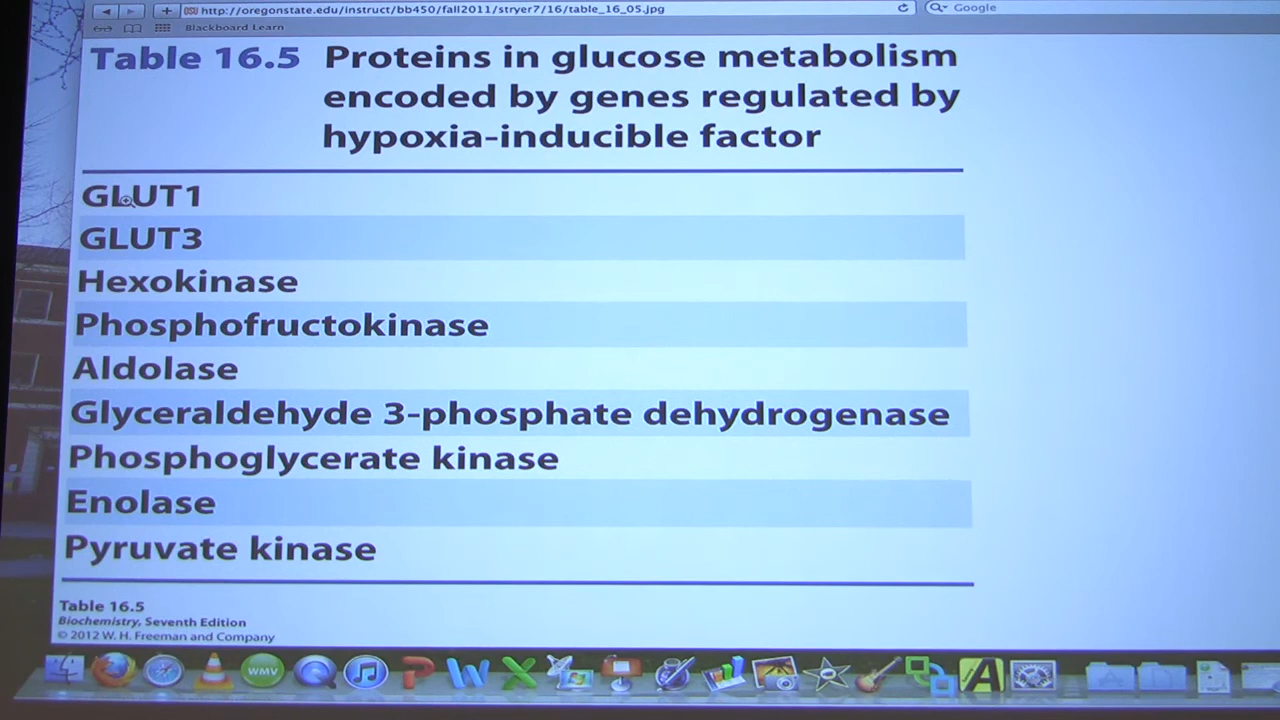 http://oregonstate.edu/instruct/bb450/fall2011/stryer7/16/table_16_05.jpg
Google
Blackboard Learn
Table 16.5 Proteins in glucose metabolism
encoded by genes regulated by
hypoxia-inducible factor
GLUT1
GLUT3
Hexokinase
Phosphofructokinase
Aldolase
Glyceraldehyde 3-phosphate dehydrogenase
Phosphoglycerate kinase
Enolase
Pyruvate kinase
Table 16.5
Biochemistry, Seventh Edition
© 2012 W. H. Freeman and Company
WMV